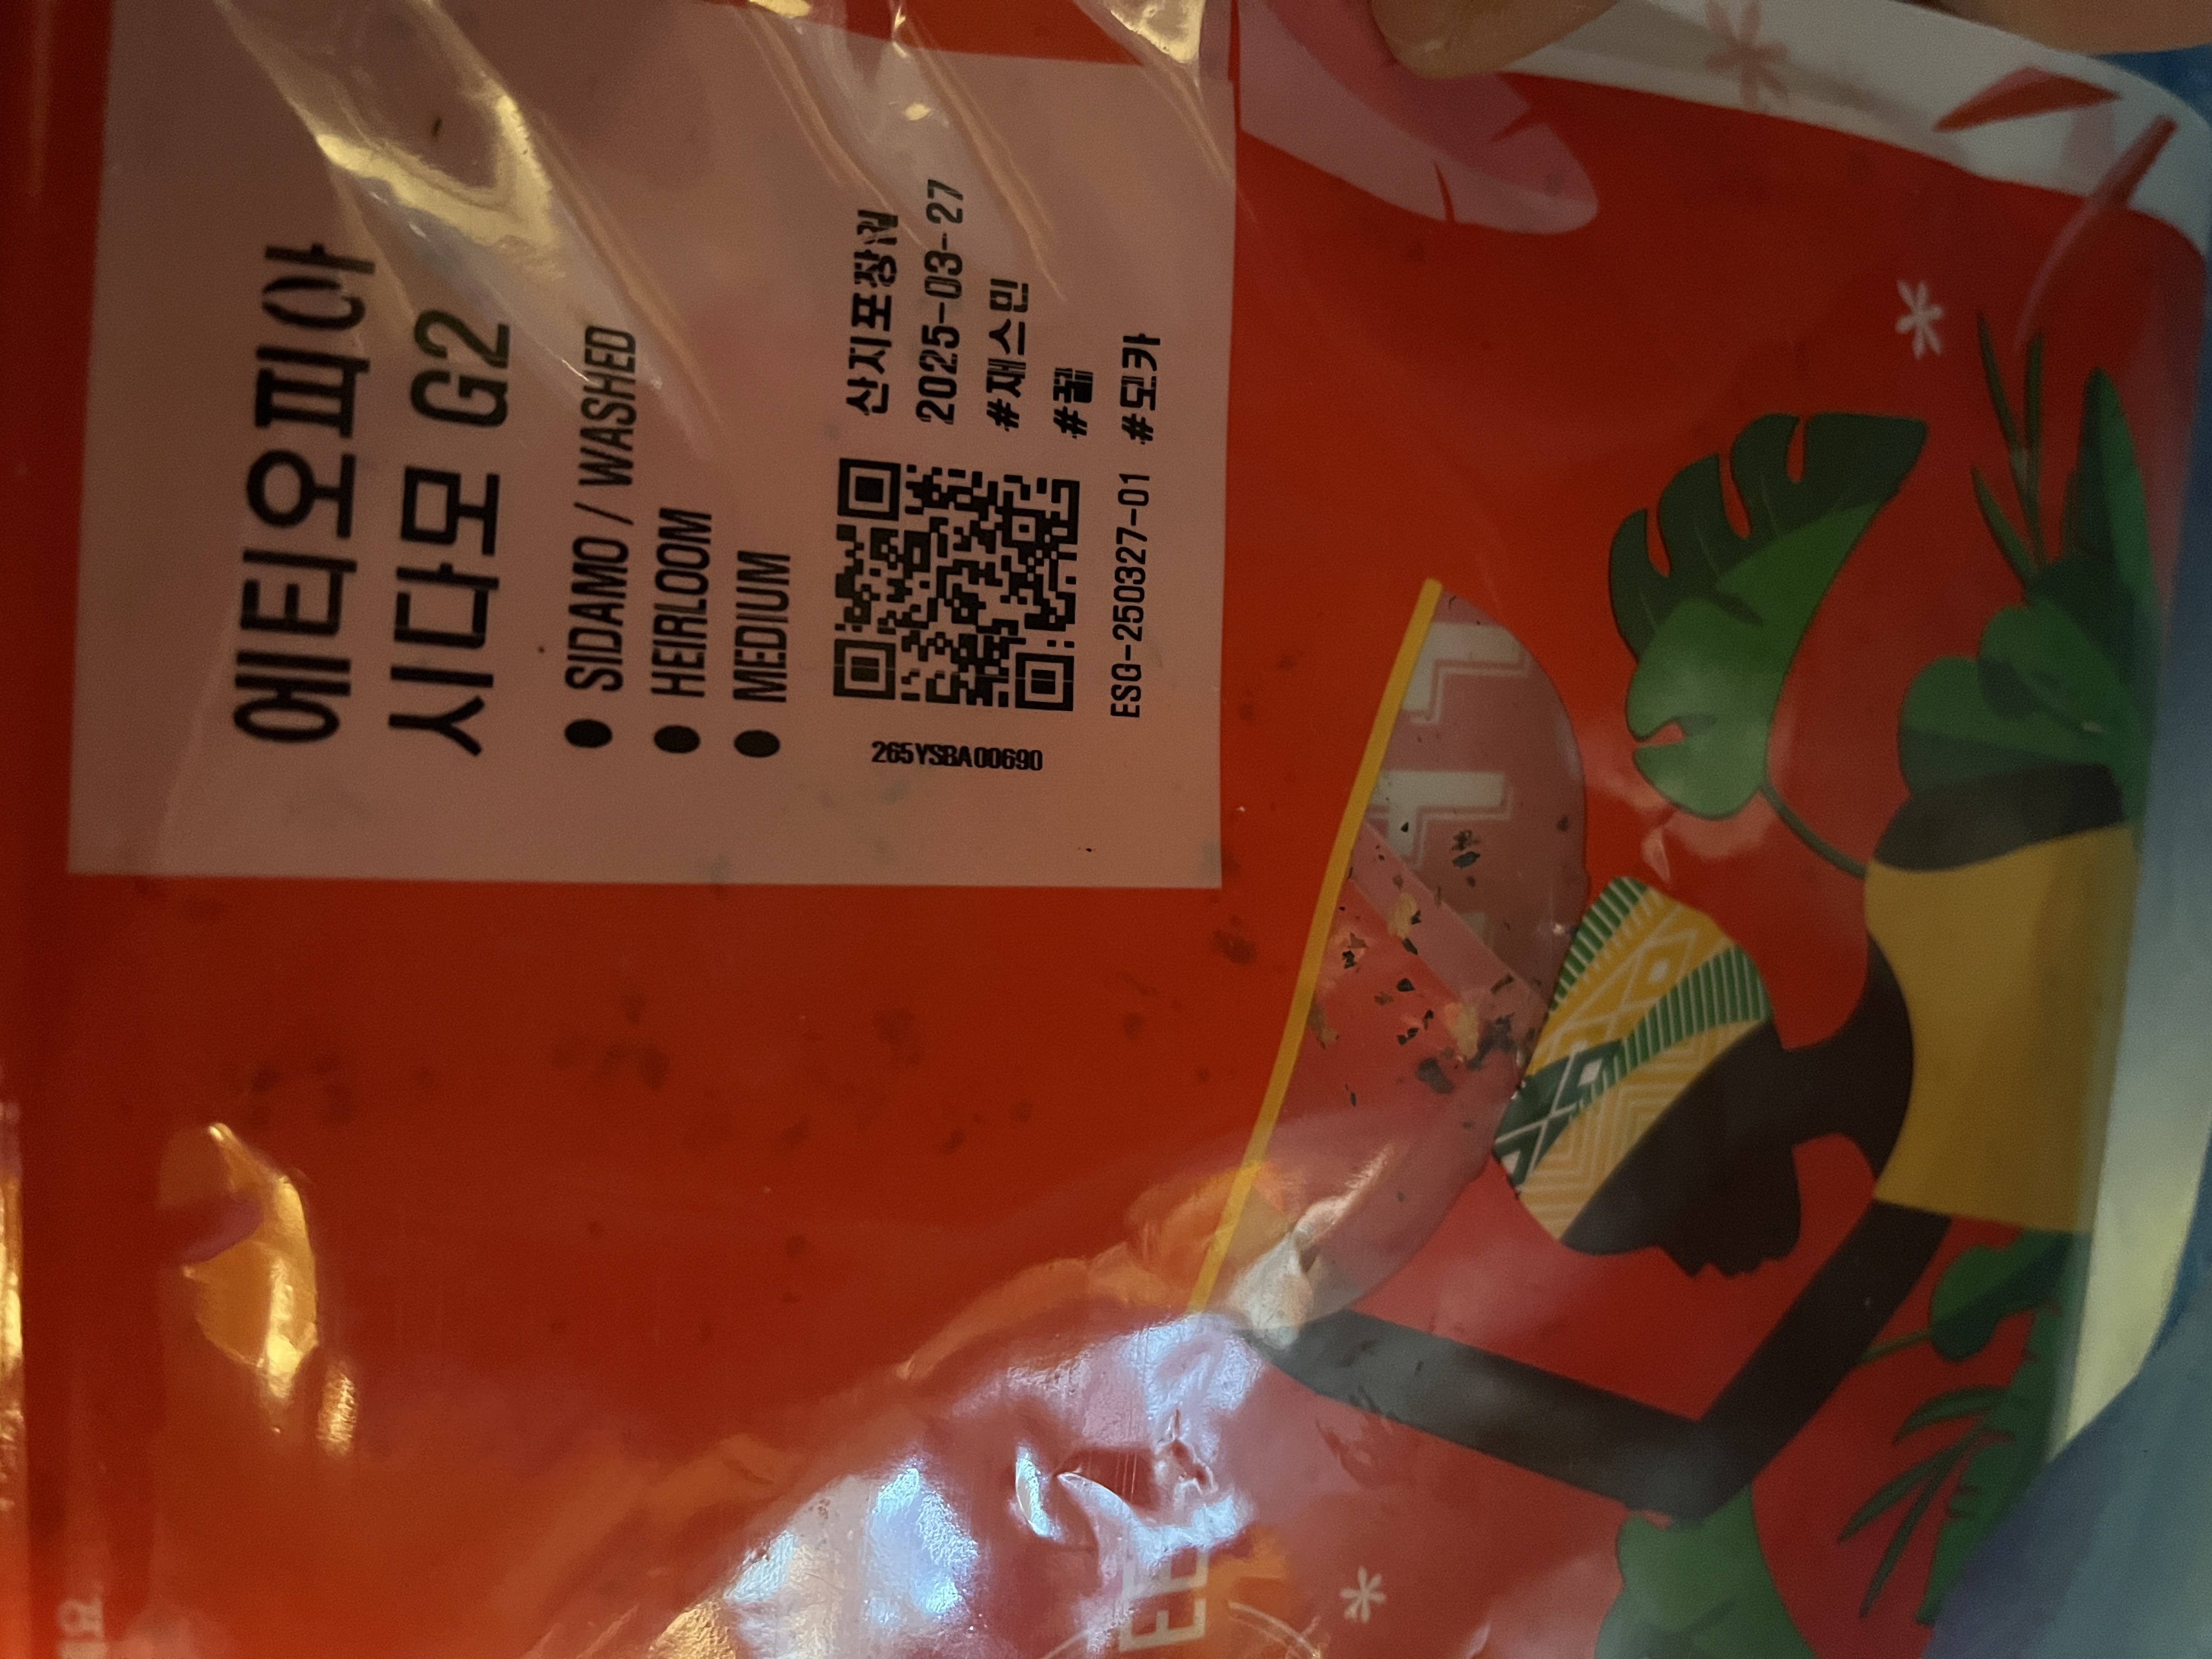 에티오피아
시다모 G2
● SIDAMO / WASHED
● HEIRLOOM
● MEDIUM
265YSBA00690
산지포장일
2025-03-27
#재스민
#꿀
ESG-250327-01 #모카